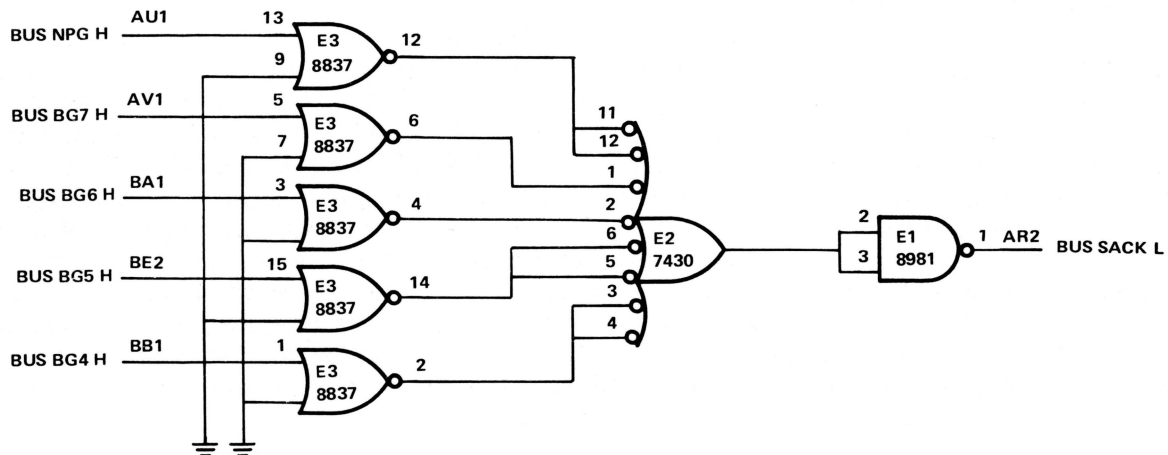 BUS NPG H AU1 13 E3 12
9 8837
BUS BG7 H AV1 5 E3 6
7 8837
BUS BG6 H BA1 3 E3 4
8837
BUS BG5 H BE2 15 E3 14
8837
BUS BG4 H BB1 1 E3 2
8837
11
12
1
2
6
5
3
4
E2
7430
2
3
E1
8981
1 AR2 BUS SACK L